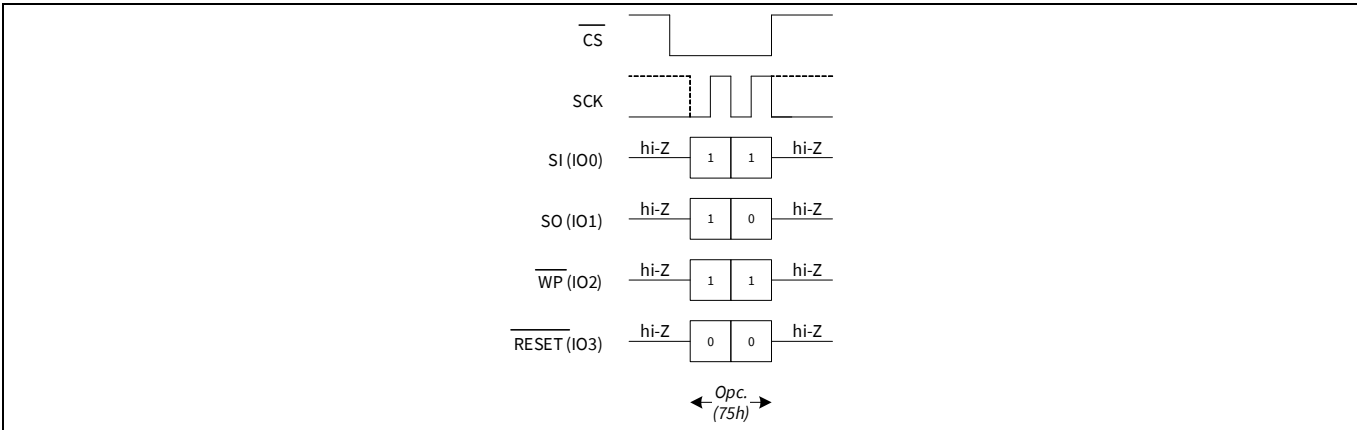 CS
SCK
hi-Z 1 1 hi-Z
SI (IO0)
hi-Z 1 0 hi-Z
SO (IO1)
hi-Z 1 1 hi-Z
WP (IO2)
hi-Z 0 0 hi-Z
RESET (IO3)
Opc.
(75h)